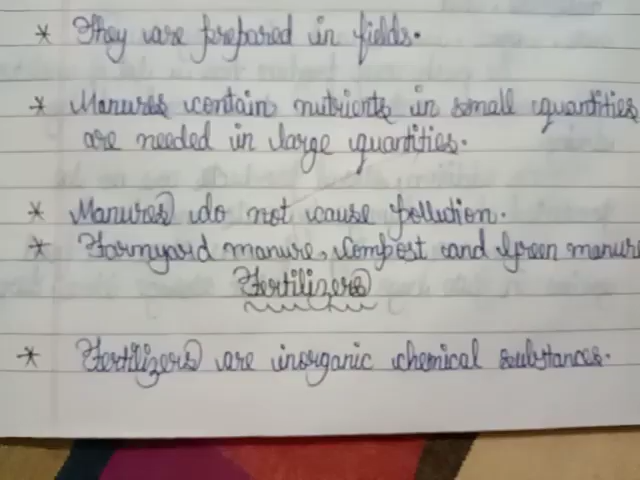 * They are prepared in fields.
* Manures contain nutrients in small quantities
are needed in large quantities.
* Manures do not cause pollution.
* Farmyard manure, compost and Green manur
Fertilizers
* Fertilizers are inorganic chemical substances.